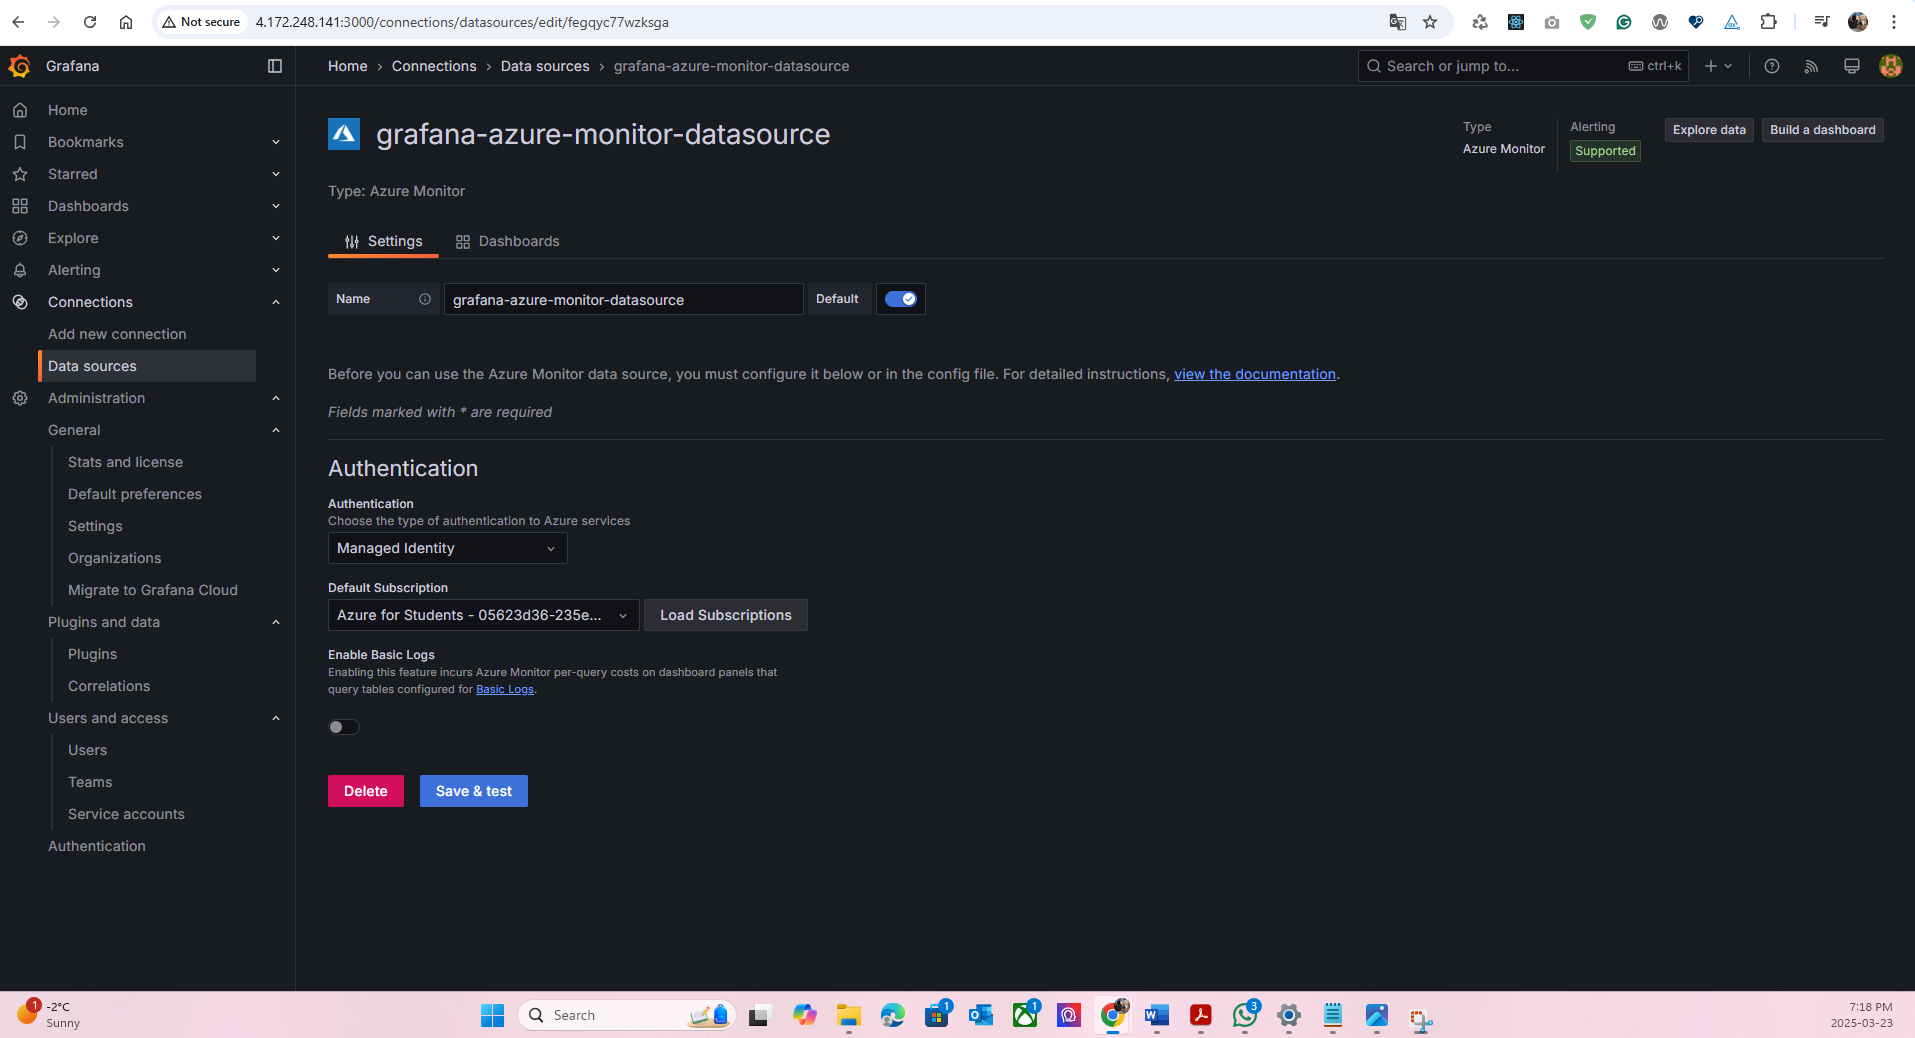 Not secure
4.172.248.141:3000/connections/datasources/edit/fegqyc77wzksga
Grafana
Home › Connections › Data sources › grafana-azure-monitor-datasource
Search or jump to...
ctrl+k
Home
Bookmarks
Starred
Dashboards
Explore
Alerting
Connections
Add new connection
Data sources
Administration
General
Stats and license
Default preferences
Settings
Organizations
Migrate to Grafana Cloud
Plugins and data
Plugins
Correlations
Users and access
Users
Teams
Service accounts
Authentication
grafana-azure-monitor-datasource
Type
Azure Monitor
Alerting
Supported
Explore data
Build a dashboard
Type: Azure Monitor
Settings
Dashboards
Name
grafana-azure-monitor-datasource
Default
Before you can use the Azure Monitor data source, you must configure it below or in the config file. For detailed instructions, view the documentation.
Fields marked with * are required
Authentication
Authentication
Choose the type of authentication to Azure services
Managed Identity
Default Subscription
Azure for Students - 05623d36-235e...
Load Subscriptions
Enable Basic Logs
Enabling this feature incurs Azure Monitor per-query costs on dashboard panels that
query tables configured for Basic Logs.
Delete
Save & test
1
-2°C
Sunny
Search
1
1
3
7:18 PM
2025-03-23